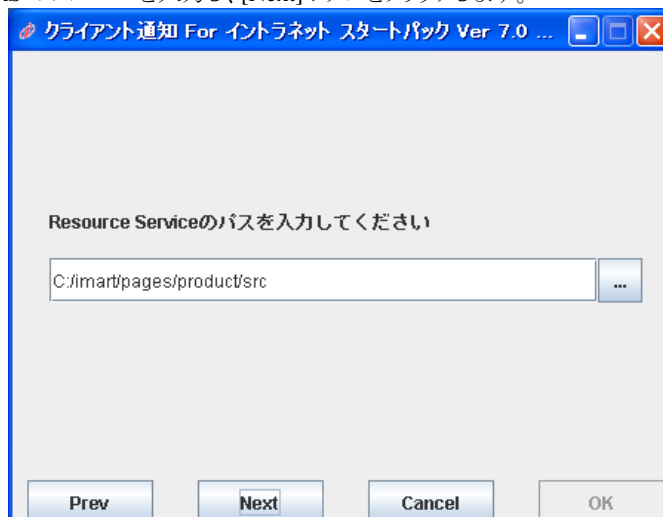 クライアント通知 For イントラネット スタートパック Ver 7.0 ...
Resource Serviceのパスを入力してください
C:/imart/pages/product/src
...
Prev Next Cancel OK